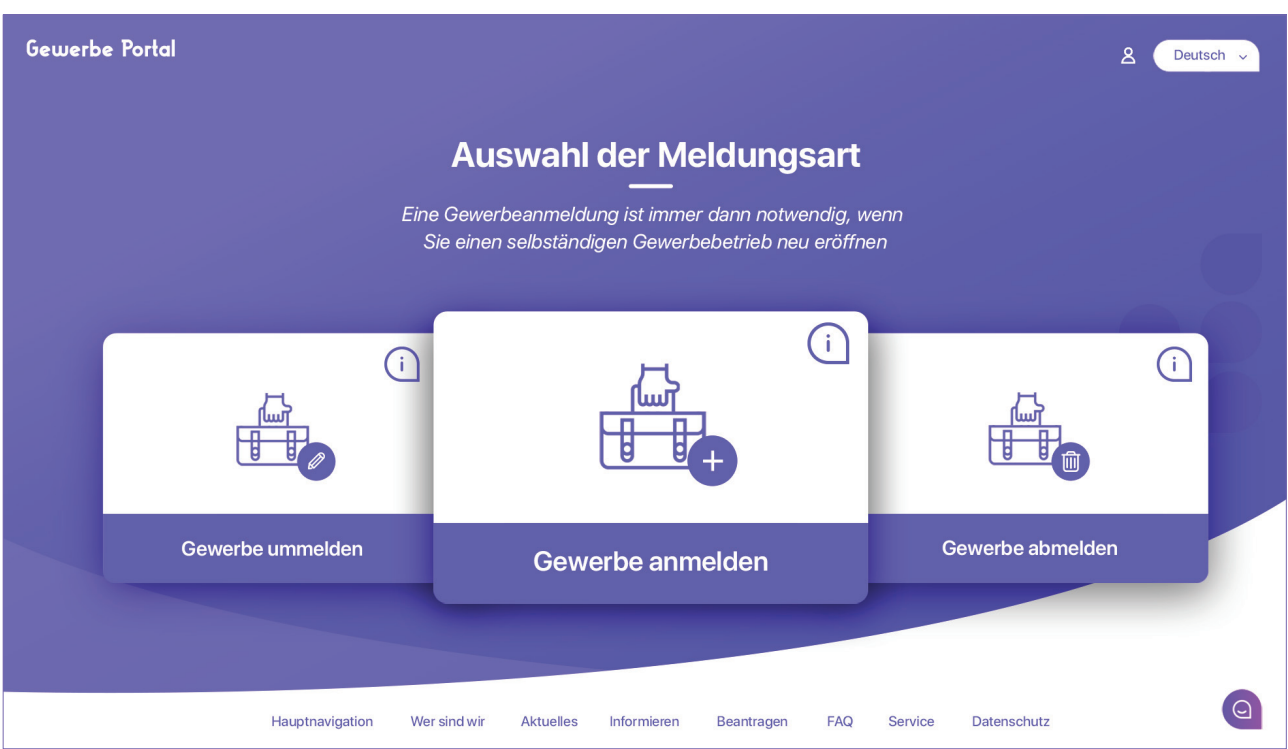 Gewerbe Portal
Deutsch
Auswahl der Meldungsart
Eine Gewerbeanmeldung ist immer dann notwendig, wenn
Sie einen selbständigen Gewerbebetrieb neu eröffnen
i
i
i
Gewerbe ummelden
Gewerbe anmelden
Gewerbe abmelden
Hauptnavigation Wer sind wir Aktuelles Informieren Beantragen FAQ Service Datenschutz